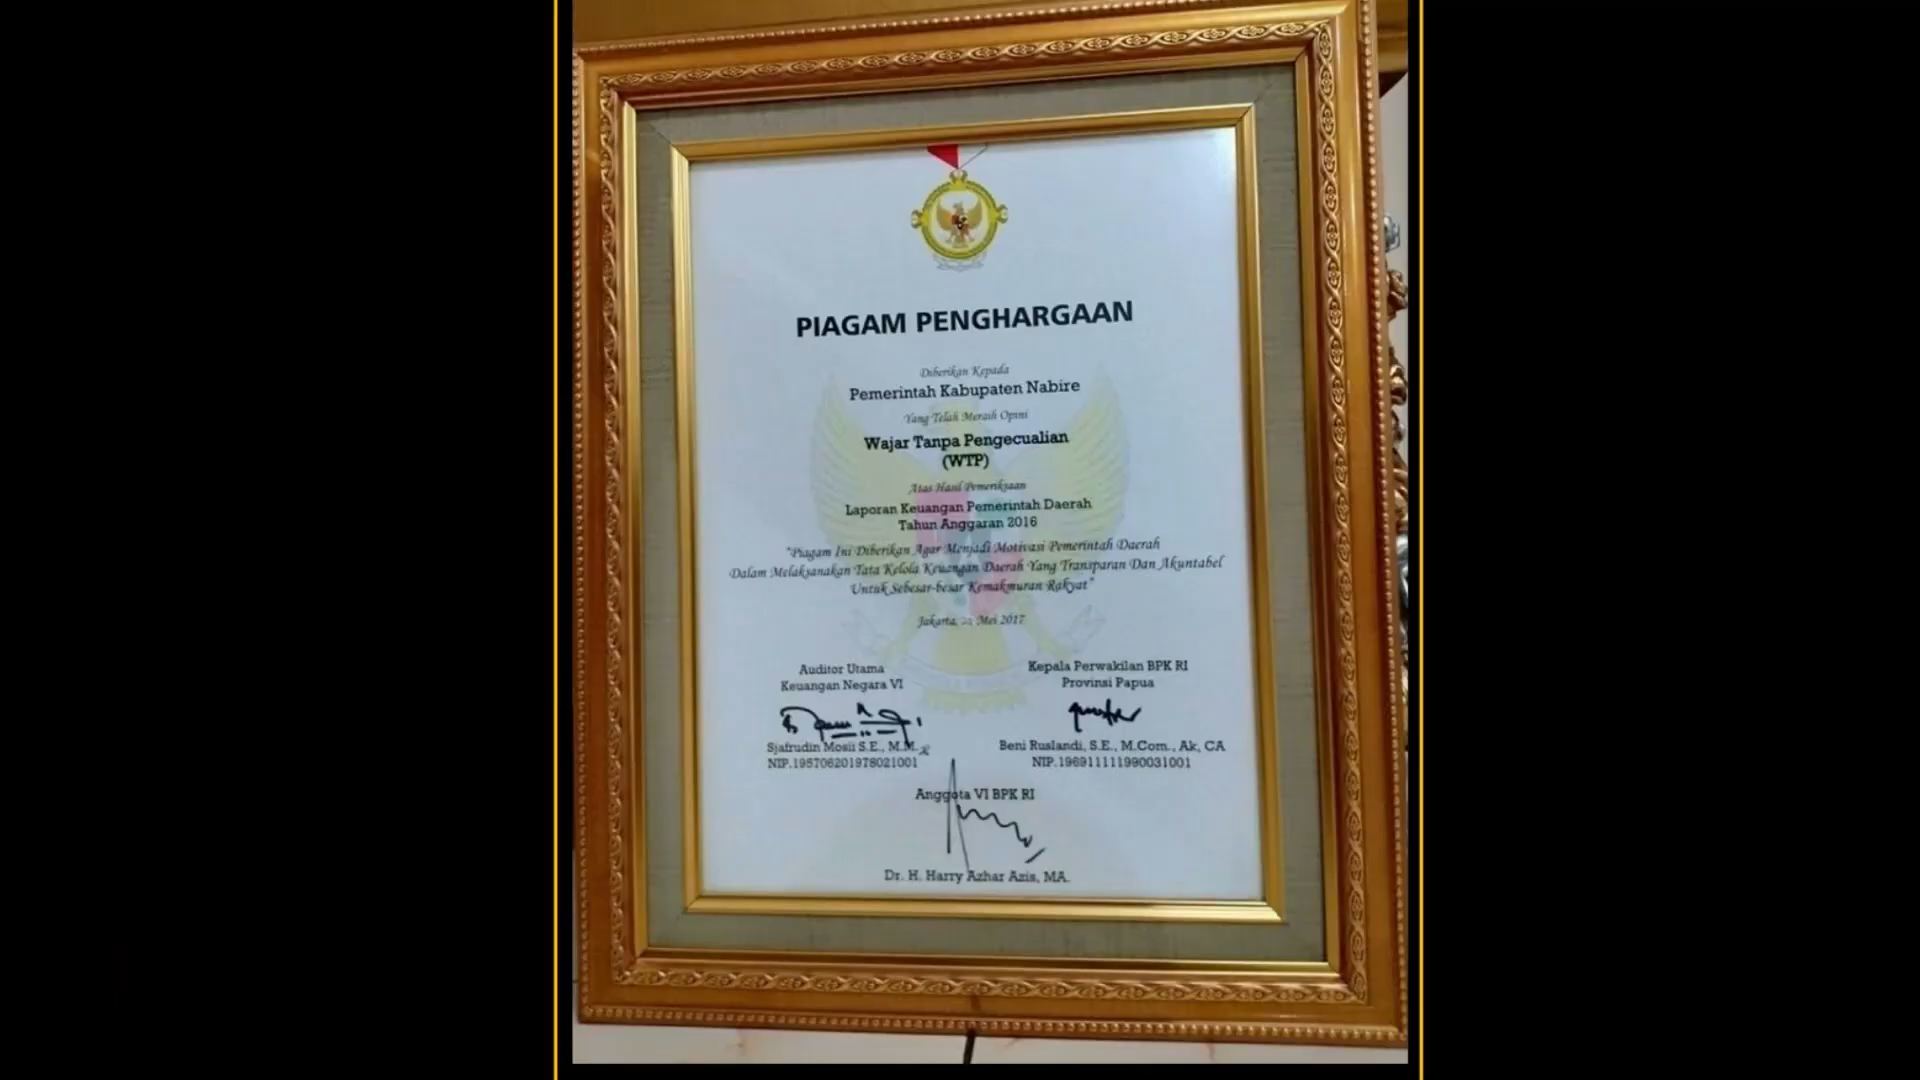 PIAGAM PENGHARGAAN
Diberikan Kepada
Pemerintah Kabupaten Nabire
Yang Telah Meraih Opini
Wajar Tanpa Pengecualian
(WTP)
Atas Hasil Pemeriksaan
Laporan Keuangan Pemerintah Daerah
Tahun Anggaran 2016
"Piagam Ini Diberikan Agar Menjadi Motivasi Pemerintah Daerah
Dalam Melaksanakan Tata Kelola Keuangan Daerah Yang Transparan Dan Akuntabel
Untuk Sebesar-besar Kemakmuran Rakyat"
Jakarta, Mei 2017
Auditor Utama
Keuangan Negara VI
Kepala Perwakilan BPK RI
Provinsi Papua
Sjafrudin Mosii S.E., M.M.
NIP.195706201978021001
Beni Ruslandi, S.E., M.Com., Ak, CA
NIP.196911111990031001
Anggota VI BPK RI
Dr. H. Harry Azhar Azis, MA.